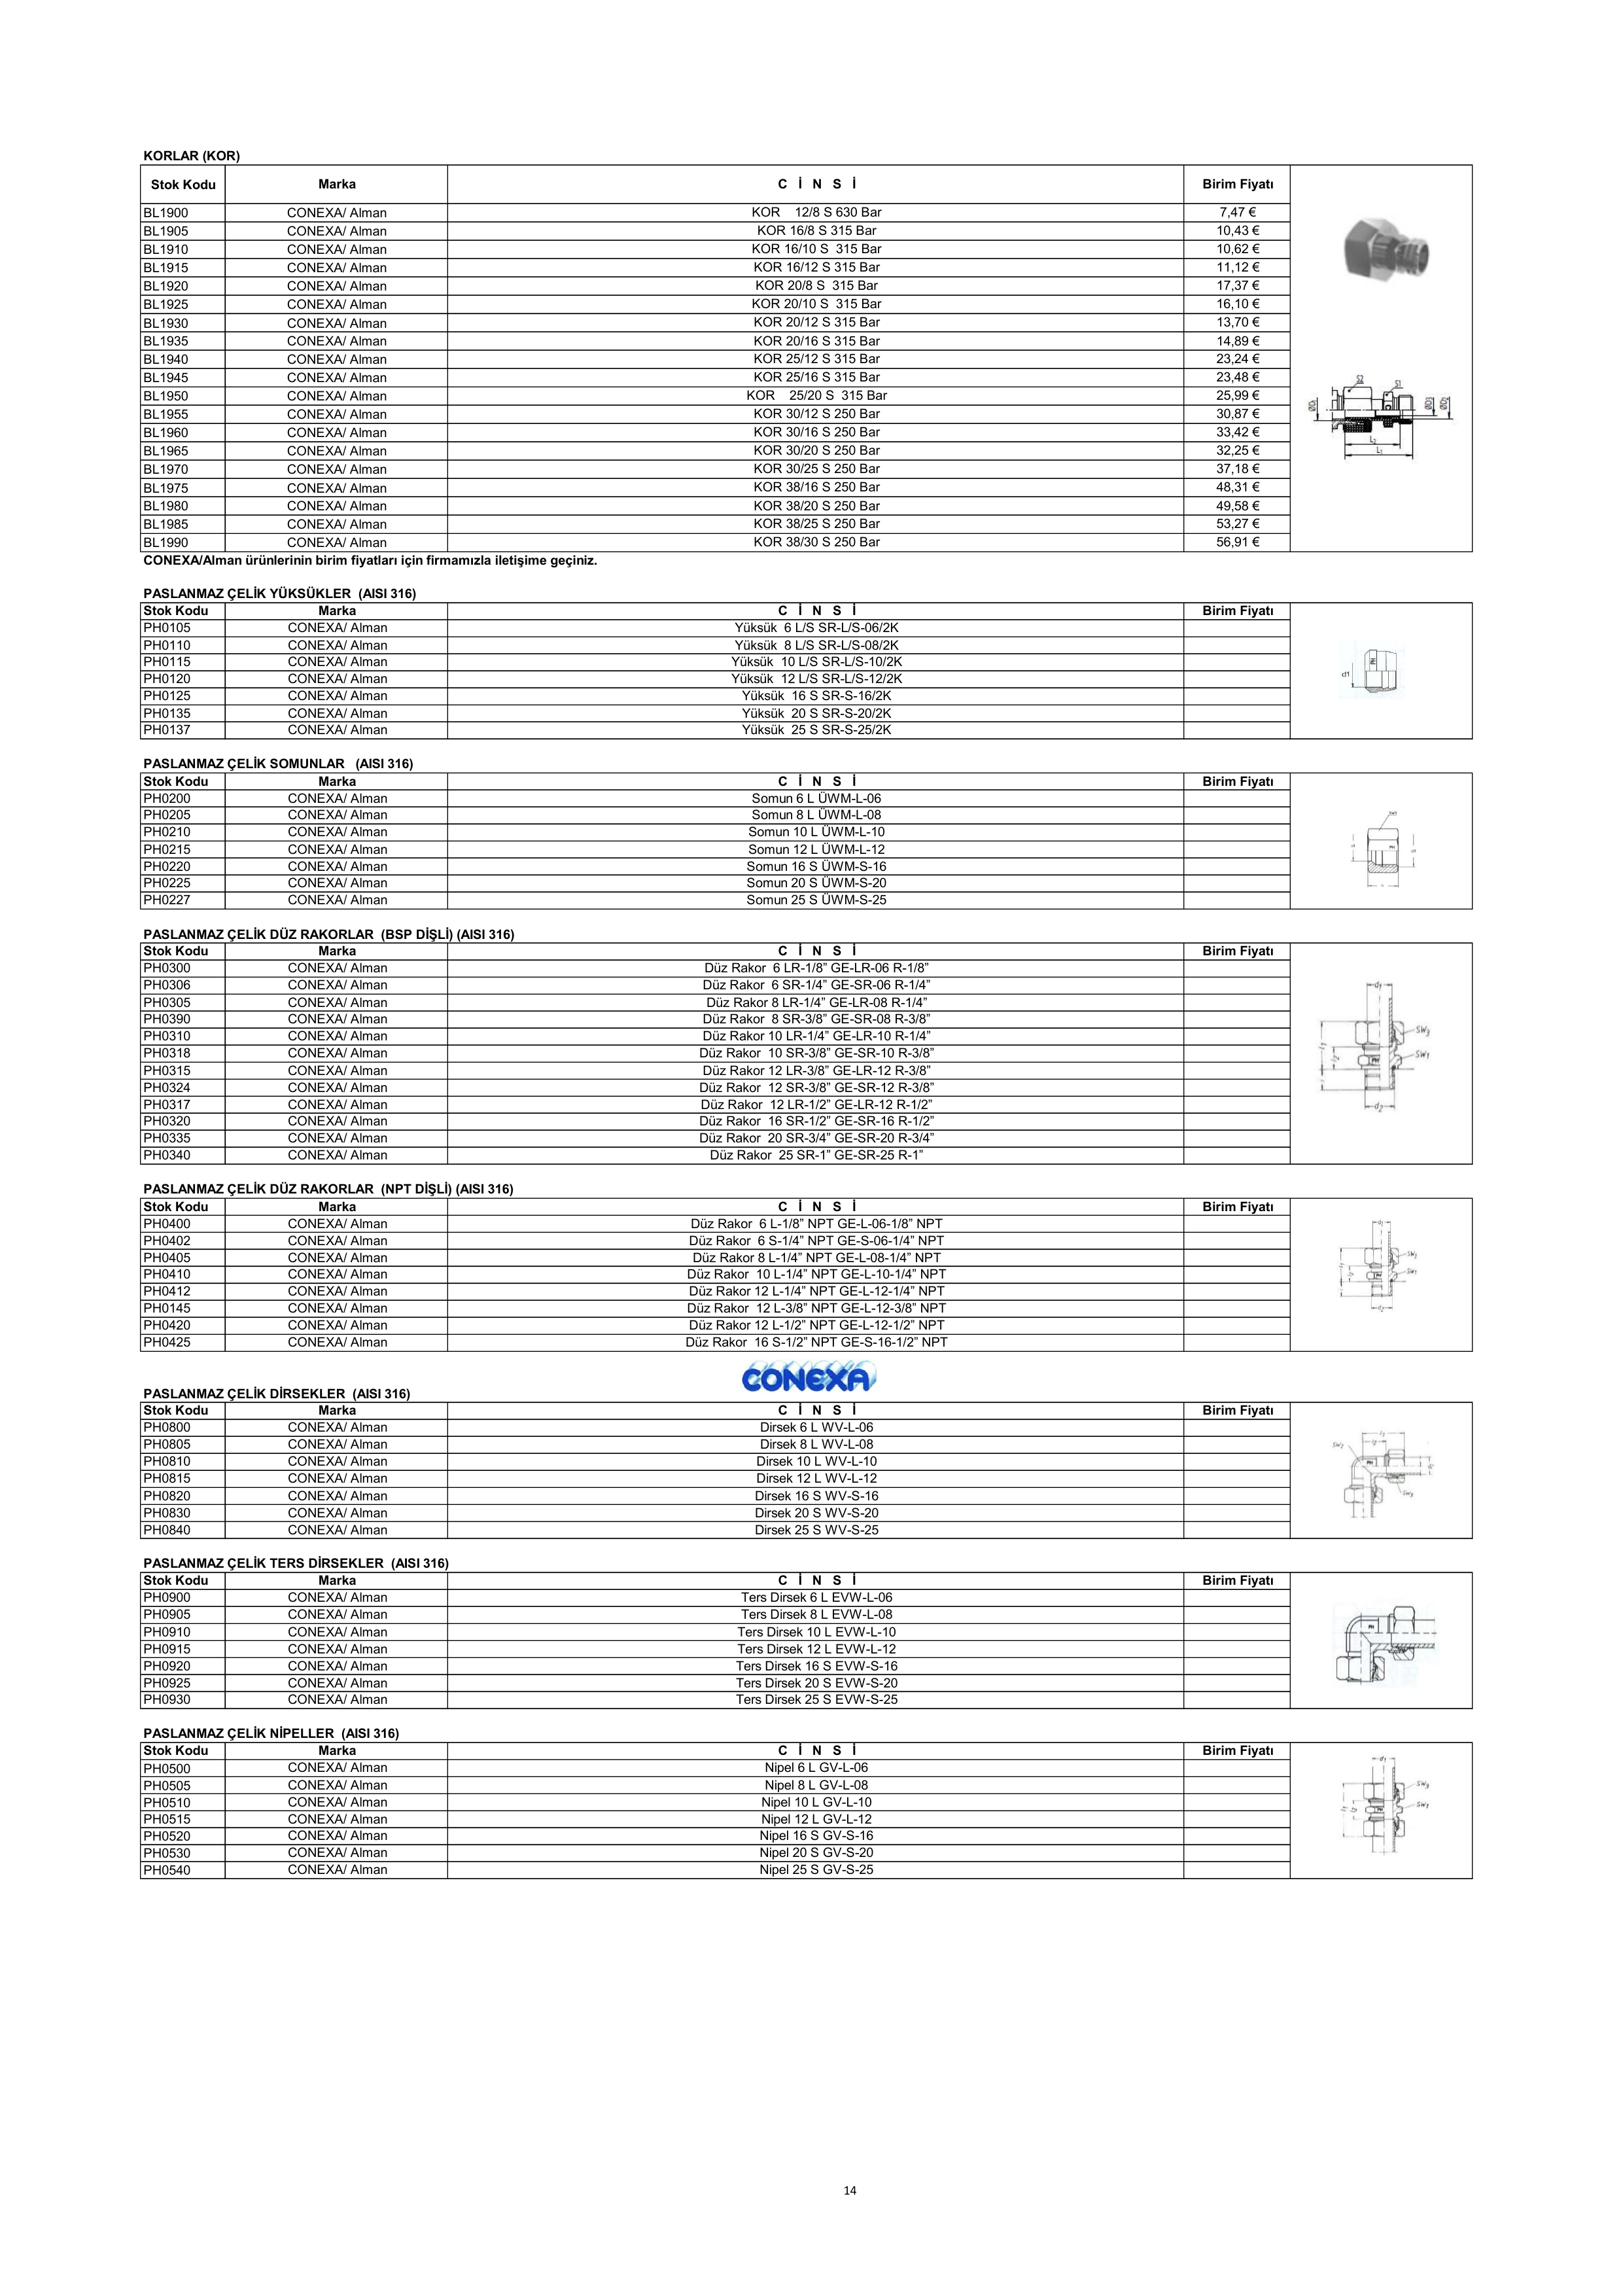 KORLAR (KOR)
Stok Kodu Marka C İ N S İ Birim Fiyatı
BL1900 CONEXA/ Alman KOR 12/8 S 630 Bar 7,47 €
BL1905 CONEXA/ Alman KOR 16/8 S 315 Bar 10,43 €
BL1910 CONEXA/ Alman KOR 16/10 S 315 Bar 10,62 €
BL1915 CONEXA/ Alman KOR 16/12 S 315 Bar 11,12 €
BL1920 CONEXA/ Alman KOR 20/8 S 315 Bar 17,37 €
BL1925 CONEXA/ Alman KOR 20/10 S 315 Bar 16,10 €
BL1930 CONEXA/ Alman KOR 20/12 S 315 Bar 13,70 €
BL1935 CONEXA/ Alman KOR 20/16 S 315 Bar 14,89 €
BL1940 CONEXA/ Alman KOR 25/12 S 315 Bar 23,24 €
BL1945 CONEXA/ Alman KOR 25/16 S 315 Bar 23,48 €
BL1950 CONEXA/ Alman KOR 25/20 S 315 Bar 25,99 €
BL1955 CONEXA/ Alman KOR 30/12 S 250 Bar 30,87 €
BL1960 CONEXA/ Alman KOR 30/16 S 250 Bar 33,42 €
BL1965 CONEXA/ Alman KOR 30/20 S 250 Bar 32,25 €
BL1970 CONEXA/ Alman KOR 30/25 S 250 Bar 37,18 €
BL1975 CONEXA/ Alman KOR 38/16 S 250 Bar 48,31 €
BL1980 CONEXA/ Alman KOR 38/20 S 250 Bar 49,58 €
BL1985 CONEXA/ Alman KOR 38/25 S 250 Bar 53,27 €
BL1990 CONEXA/ Alman KOR 38/30 S 250 Bar 56,91 €
S2 S1
L2
L1
CONEXA/Alman ürünlerinin birim fiyatları için firmamızla iletişime geçiniz.
PASLANMAZ ÇELİK YÜKSÜKLER (AISI 316)
Stok Kodu Marka C İ N S İ Birim Fiyatı
PH0105 CONEXA/ Alman Yüksük 6 L/S SR-L/S-06/2K
PH0110 CONEXA/ Alman Yüksük 8 L/S SR-L/S-08/2K
PH0115 CONEXA/ Alman Yüksük 10 L/S SR-L/S-10/2K
PH0120 CONEXA/ Alman Yüksük 12 L/S SR-L/S-12/2K
PH0125 CONEXA/ Alman Yüksük 16 S SR-S-16/2K
PH0135 CONEXA/ Alman Yüksük 20 S SR-S-20/2K
PH0137 CONEXA/ Alman Yüksük 25 S SR-S-25/2K
d1
PASLANMAZ ÇELİK SOMUNLAR (AISI 316)
Stok Kodu Marka C İ N S İ Birim Fiyatı
PH0200 CONEXA/ Alman Somun 6 L ÜWM-L-06
PH0205 CONEXA/ Alman Somun 8 L ÜWM-L-08
PH0210 CONEXA/ Alman Somun 10 L ÜWM-L-10
PH0215 CONEXA/ Alman Somun 12 L ÜWM-L-12
PH0220 CONEXA/ Alman Somun 16 S ÜWM-S-16
PH0225 CONEXA/ Alman Somun 20 S ÜWM-S-20
PH0227 CONEXA/ Alman Somun 25 S ÜWM-S-25
PASLANMAZ ÇELİK DÜZ RAKORLAR (BSP DİŞLİ) (AISI 316)
Stok Kodu Marka C İ N S İ Birim Fiyatı
PH0300 CONEXA/ Alman Düz Rakor 6 LR-1/8” GE-LR-06 R-1/8”
PH0306 CONEXA/ Alman Düz Rakor 6 SR-1/4” GE-SR-06 R-1/4”
PH0305 CONEXA/ Alman Düz Rakor 8 LR-1/4” GE-LR-08 R-1/4”
PH0390 CONEXA/ Alman Düz Rakor 8 SR-3/8” GE-SR-08 R-3/8”
PH0310 CONEXA/ Alman Düz Rakor 10 LR-1/4” GE-LR-10 R-1/4”
PH0318 CONEXA/ Alman Düz Rakor 10 SR-3/8” GE-SR-10 R-3/8”
PH0315 CONEXA/ Alman Düz Rakor 12 LR-3/8” GE-LR-12 R-3/8”
PH0324 CONEXA/ Alman Düz Rakor 12 SR-3/8” GE-SR-12 R-3/8”
PH0317 CONEXA/ Alman Düz Rakor 12 LR-1/2” GE-LR-12 R-1/2”
PH0320 CONEXA/ Alman Düz Rakor 16 SR-1/2” GE-SR-16 R-1/2”
PH0335 CONEXA/ Alman Düz Rakor 20 SR-3/4” GE-SR-20 R-3/4”
PH0340 CONEXA/ Alman Düz Rakor 25 SR-1” GE-SR-25 R-1”
PASLANMAZ ÇELİK DÜZ RAKORLAR (NPT DİŞLİ) (AISI 316)
Stok Kodu Marka C İ N S İ Birim Fiyatı
PH0400 CONEXA/ Alman Düz Rakor 6 L-1/8” NPT GE-L-06-1/8” NPT
PH0402 CONEXA/ Alman Düz Rakor 6 S-1/4” NPT GE-S-06-1/4” NPT
PH0405 CONEXA/ Alman Düz Rakor 8 L-1/4” NPT GE-L-08-1/4” NPT
PH0410 CONEXA/ Alman Düz Rakor 10 L-1/4” NPT GE-L-10-1/4” NPT
PH0412 CONEXA/ Alman Düz Rakor 12 L-1/4” NPT GE-L-12-1/4” NPT
PH0145 CONEXA/ Alman Düz Rakor 12 L-3/8” NPT GE-L-12-3/8” NPT
PH0420 CONEXA/ Alman Düz Rakor 12 L-1/2” NPT GE-L-12-1/2” NPT
PH0425 CONEXA/ Alman Düz Rakor 16 S-1/2” NPT GE-S-16-1/2” NPT
CONEXA
PASLANMAZ ÇELİK DİRSEKLER (AISI 316)
Stok Kodu Marka C İ N S İ Birim Fiyatı
PH0800 CONEXA/ Alman Dirsek 6 L WV-L-06
PH0805 CONEXA/ Alman Dirsek 8 L WV-L-08
PH0810 CONEXA/ Alman Dirsek 10 L WV-L-10
PH0815 CONEXA/ Alman Dirsek 12 L WV-L-12
PH0820 CONEXA/ Alman Dirsek 16 S WV-S-16
PH0830 CONEXA/ Alman Dirsek 20 S WV-S-20
PH0840 CONEXA/ Alman Dirsek 25 S WV-S-25
PASLANMAZ ÇELİK TERS DİRSEKLER (AISI 316)
Stok Kodu Marka C İ N S İ Birim Fiyatı
PH0900 CONEXA/ Alman Ters Dirsek 6 L EVW-L-06
PH0905 CONEXA/ Alman Ters Dirsek 8 L EVW-L-08
PH0910 CONEXA/ Alman Ters Dirsek 10 L EVW-L-10
PH0915 CONEXA/ Alman Ters Dirsek 12 L EVW-L-12
PH0920 CONEXA/ Alman Ters Dirsek 16 S EVW-S-16
PH0925 CONEXA/ Alman Ters Dirsek 20 S EVW-S-20
PH0930 CONEXA/ Alman Ters Dirsek 25 S EVW-S-25
PASLANMAZ ÇELİK NİPELLER (AISI 316)
Stok Kodu Marka C İ N S İ Birim Fiyatı
PH0500 CONEXA/ Alman Nipel 6 L GV-L-06
PH0505 CONEXA/ Alman Nipel 8 L GV-L-08
PH0510 CONEXA/ Alman Nipel 10 L GV-L-10
PH0515 CONEXA/ Alman Nipel 12 L GV-L-12
PH0520 CONEXA/ Alman Nipel 16 S GV-S-16
PH0530 CONEXA/ Alman Nipel 20 S GV-S-20
PH0540 CONEXA/ Alman Nipel 25 S GV-S-25
14